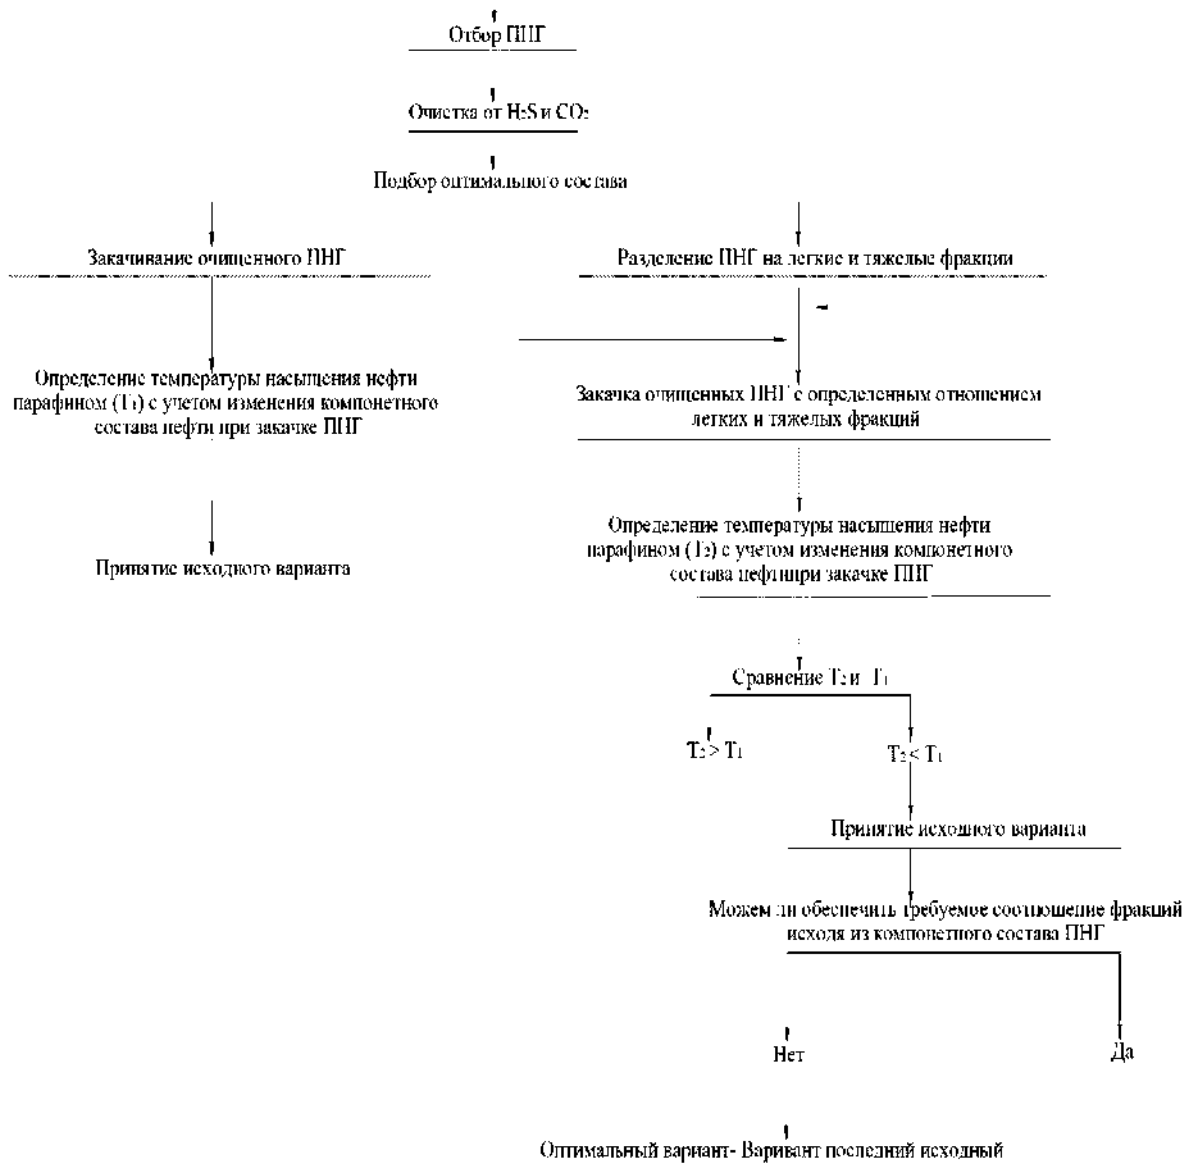 Отбор ПНГ
Очистка от H₂S и CO₂
Подбор оптимального состава
Закачивание очищенного ПНГ
Разделение ПНГ на легкие и тяжелые фракции
Определение температуры насыщения нефти
парафином (T₁) с учетом изменения компонетного
состава нефти при закачке ПНГ
Закачка очищенных ПНГ с определенным отношением
легких и тяжелых фракций
Принятие исходного варианта
Определение температуры насыщения нефти
парафином (T₂) с учетом изменения компонетного
состава нефтипри закачке ПНГ
Сравнение T₂ и T₁
T₂ > T₁
T₂ < T₁
Принятие исходного варианта
Можем ли обеспечить требуемое соотношение фракций
исходя из компонетного состава ПНГ
Нет
Да
Оптимальный вариант- Варивант последний исходный